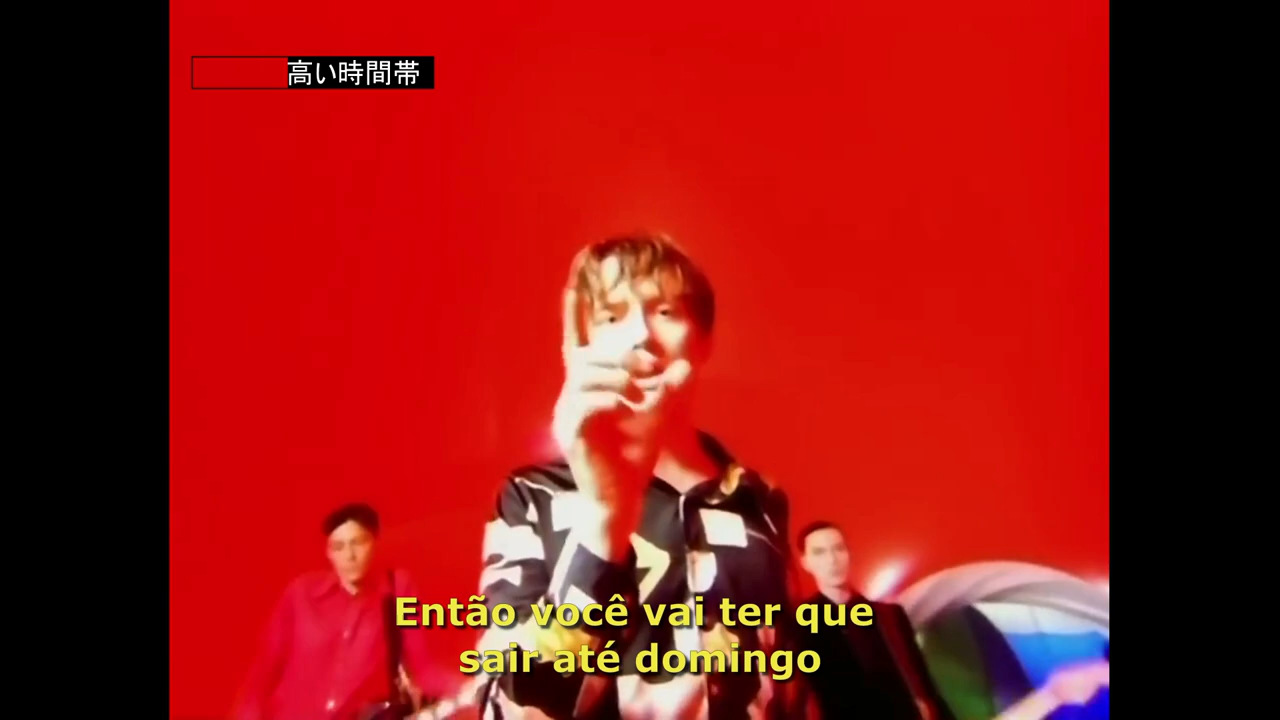 高い時間帯
Então você vai ter que
sair até domingo